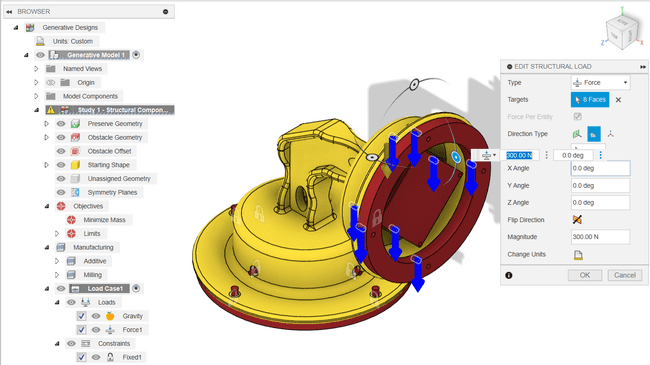 BROWSER
Generative Designs
Units: Custom
Generative Model 1
Named Views
Origin
Model Components
Study 1 - Structural Compon...
Preserve Geometry
Obstacle Geometry
Obstacle Offset
Starting Shape
Unassigned Geometry
Symmetry Planes
Objectives
Minimize Mass
Limits
Manufacturing
Additive
Milling
Load Case1
Loads
Gravity
Force1
Constraints
Fixed1
Z
X
EDIT STRUCTURAL LOAD
Type Force
Targets 8 Faces
Force Per Entity
Direction Type
300.00 N 0.0 deg
X Angle 0.0 deg
Y Angle 0.0 deg
Z Angle 0.0 deg
Flip Direction
Magnitude 300.00 N
Change Units
OK Cancel